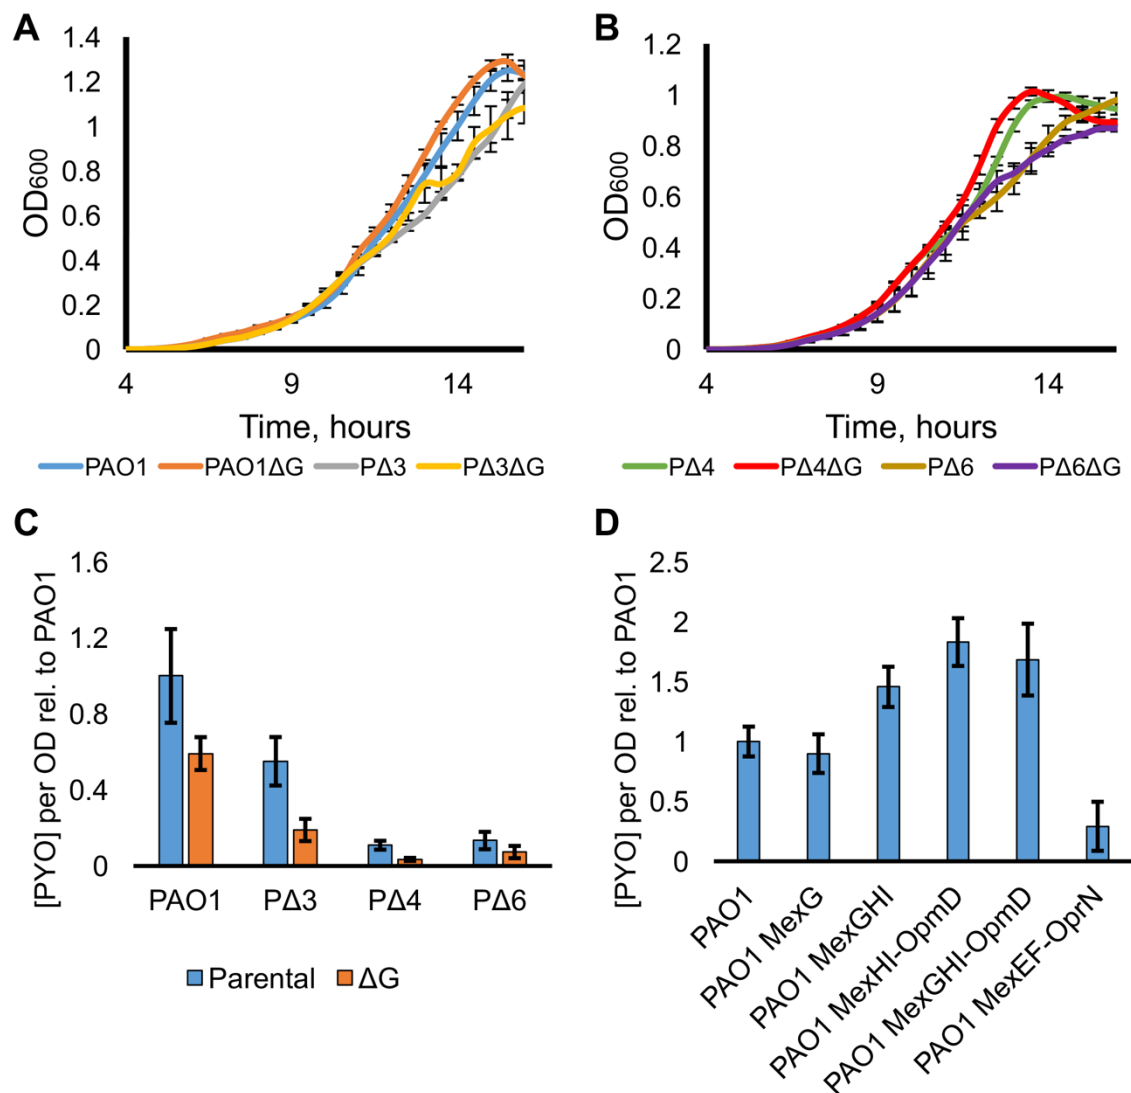 A
1.4
1.2
1
0.8
0.6
0.4
0.2
0
OD600
4 9 14
Time, hours
PAO1 PAO1ΔG PΔ3 PΔ3ΔG
B
1.2
1
0.8
0.6
0.4
0.2
0
OD600
4 9 14
Time, hours
PΔ4 PΔ4ΔG PΔ6 PΔ6ΔG
C
[PYO] per OD rel. to PAO1
1.6
1.2
0.8
0.4
0
PAO1 PΔ3 PΔ4 PΔ6
Parental ΔG
D
[PYO] per OD rel. to PAO1
2.5
2
1.5
1
0.5
0
PAO1
PAO1 MexG
PAO1 MexGHI
PAO1 MexHI-OpmD
PAO1 MexGHI-OpmD
PAO1 MexEF-OprN